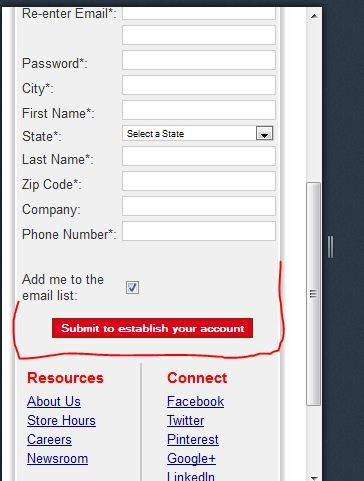 Re-enter Email*:
Password*:
City*:
First Name*:
State*: Select a State
Last Name*:
Zip Code*:
Company:
Phone Number*:
Add me to the
email list:
Submit to establish your account
Resources Connect
About Us Facebook
Store Hours Twitter
Careers Pinterest
Newsroom Google+
LinkedIn